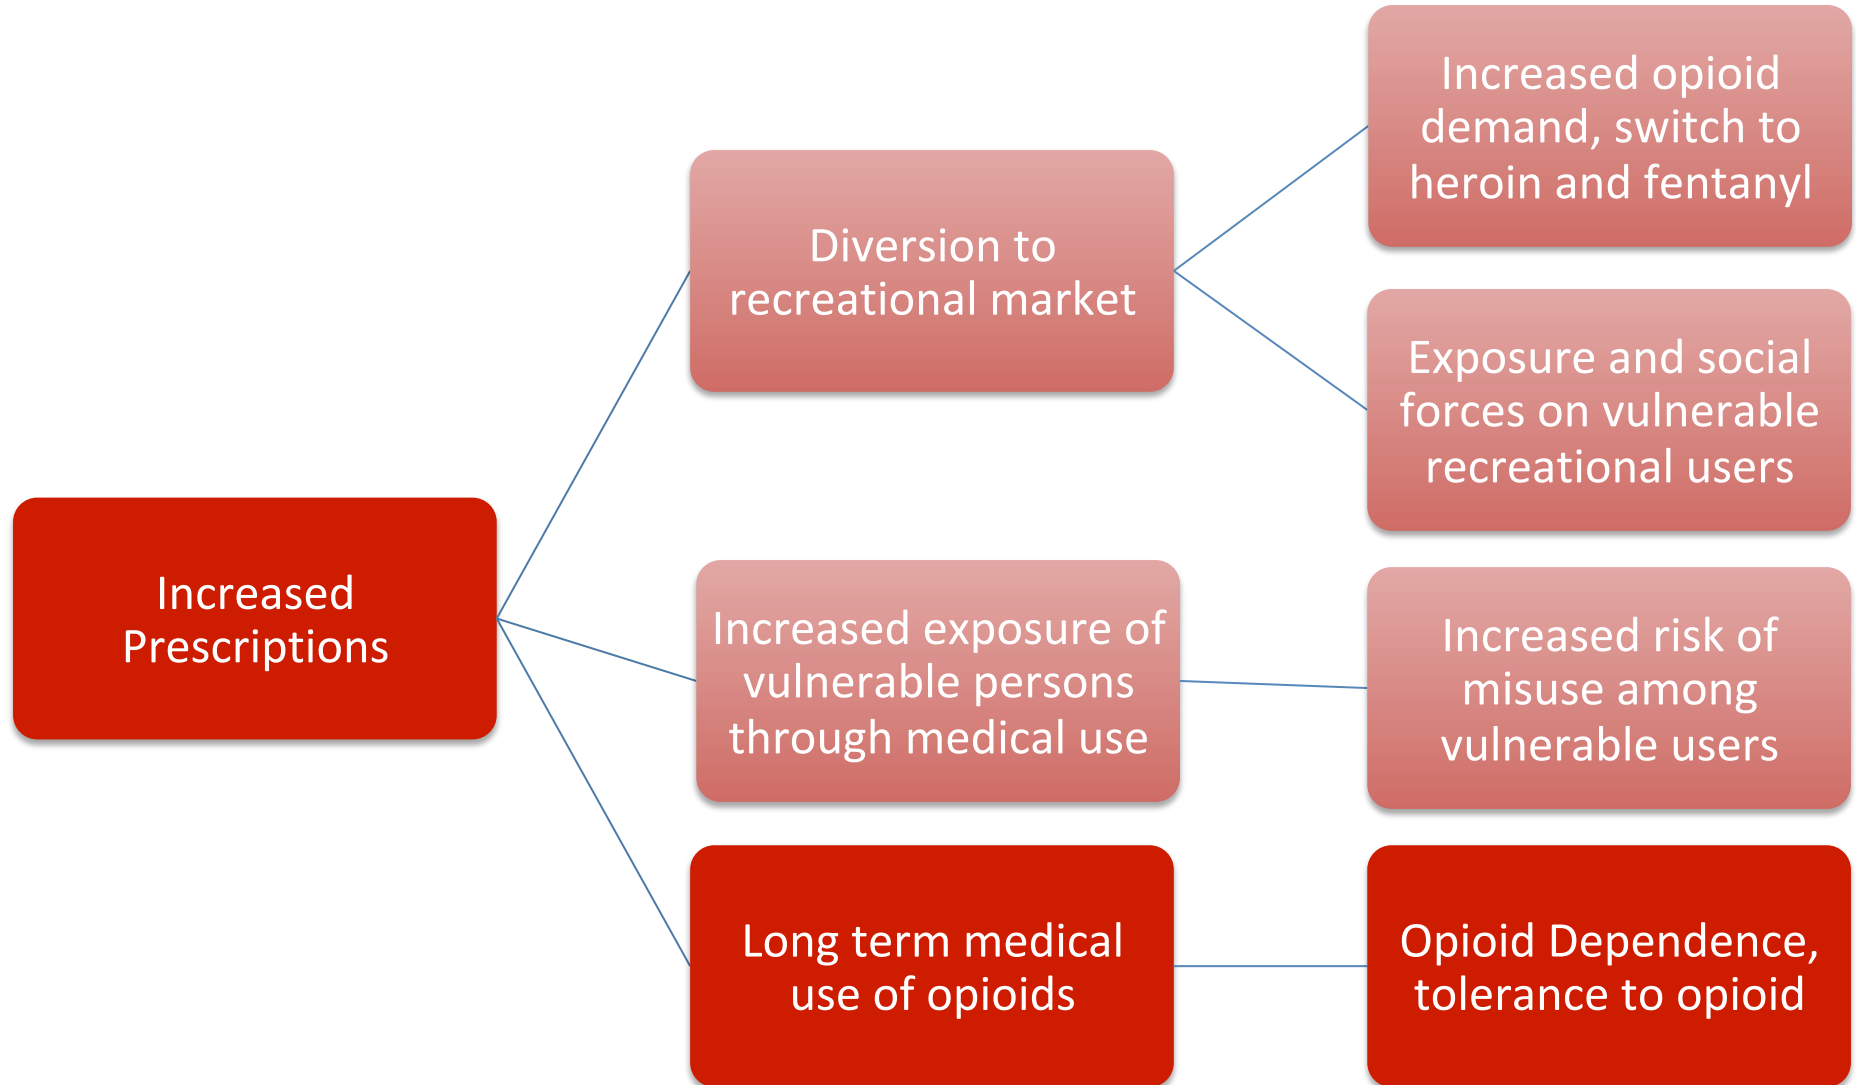 Increased
Prescriptions
Diversion to
recreational market
Increased opioid
demand, switch to
heroin and fentanyl
Exposure and social
forces on vulnerable
recreational users
Increased exposure of
vulnerable persons
through medical use
Increased risk of
misuse among
vulnerable users
Long term medical
use of opioids
Opioid Dependence,
tolerance to opioid